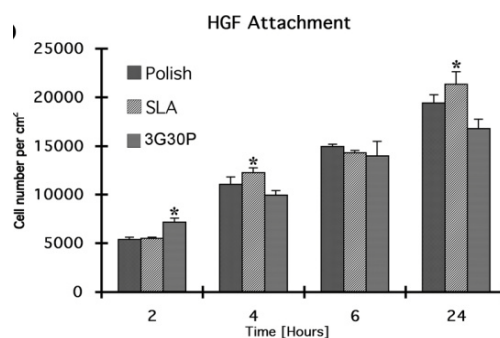 HGF Attachment
25000
20000
15000
10000
5000
0
Cell number per cm²
Polish
SLA
3G30P
*
*
*
2 4 6 24
Time [Hours]